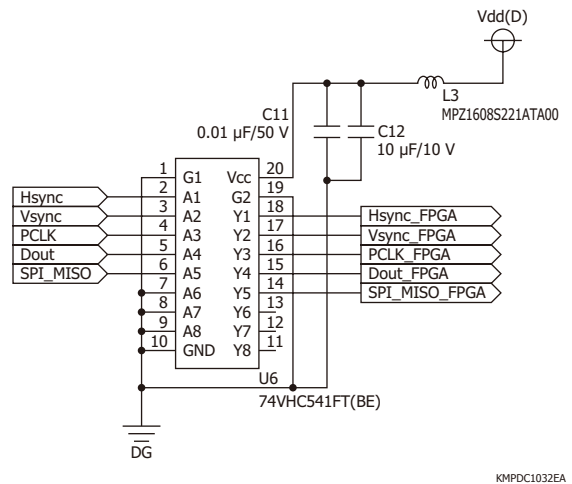 Vdd(D)
L3
MPZ1608S221ATA00
C11
0.01 µF/50 V
C12
10 µF/10 V
1 G1 Vcc 20
2 A1 G2 19
3 A2 Y1 18
4 A3 Y2 17
5 A4 Y3 16
6 A5 Y4 15
7 A6 Y5 14
8 A7 Y6 13
9 A8 Y7 12
10 GND Y8 11
Hsync
Vsync
PCLK
Dout
SPI_MISO
Hsync_FPGA
Vsync_FPGA
PCLK_FPGA
Dout_FPGA
SPI_MISO_FPGA
U6
74VHC541FT(BE)
DG
KMPDC1032EA